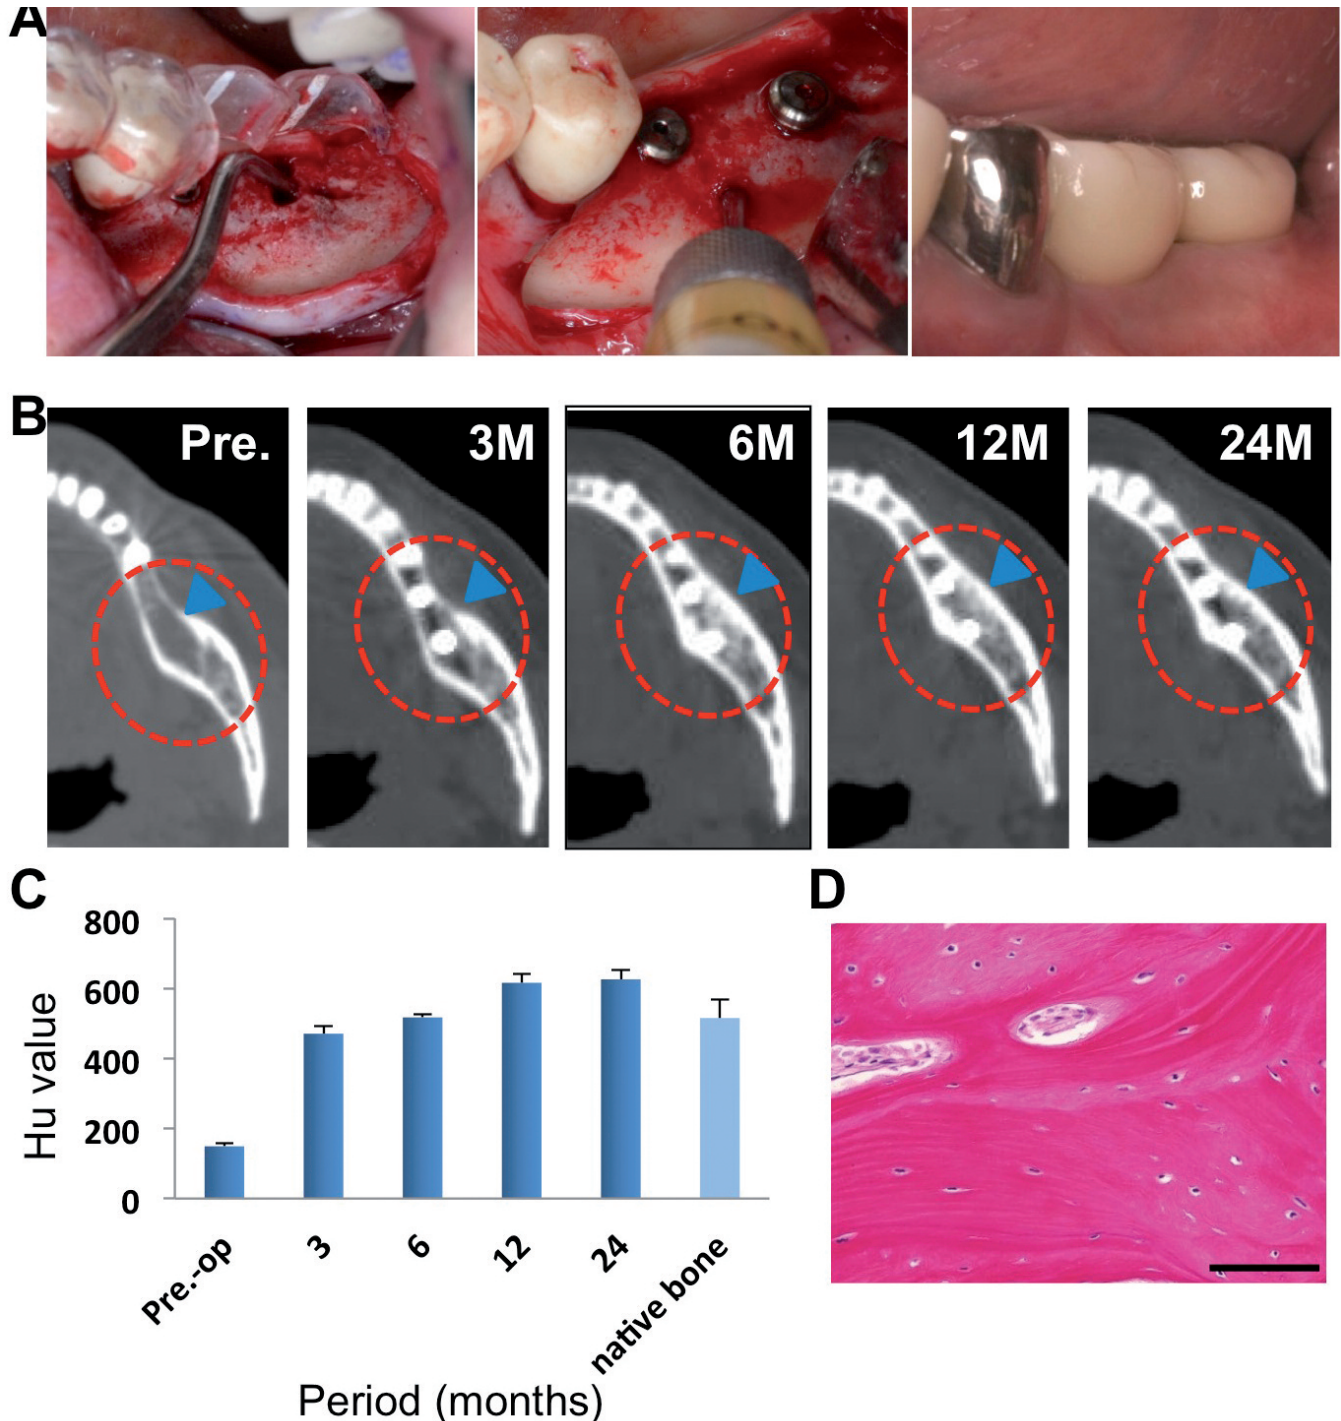 A
B
Pre.
3M
6M
12M
24M
C
D
800
600
400
200
0
Hu value
Pre.-op
3
6
12
24
native bone
Period (months)